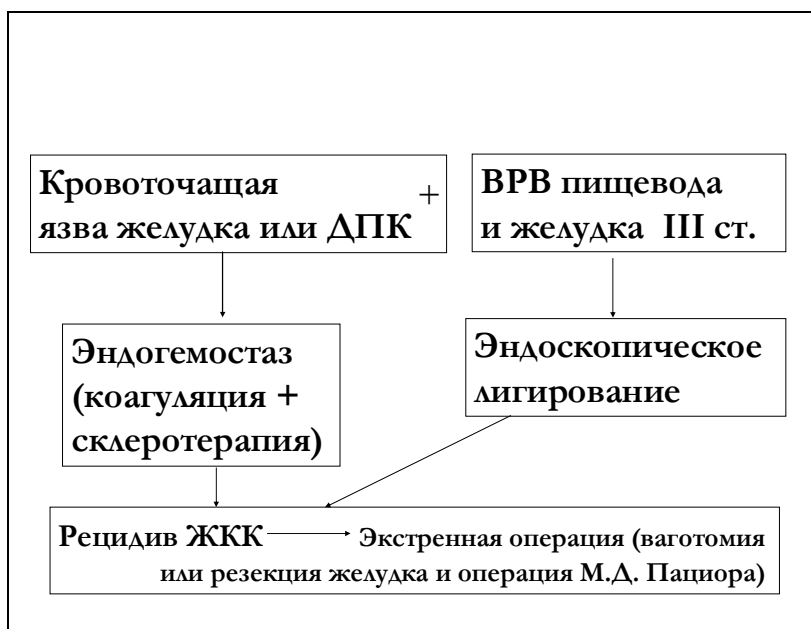 Кровоточащая
язва желудка или ДПК +
ВРВ пищевода
и желудка III ст.
Эндогемостаз
(коагуляция +
склеротерапия)
Эндоскопическое
лигирование
Рецидив ЖКК Экстренная операция (ваготомия
или резекция желудка и операция М.Д. Пациора)